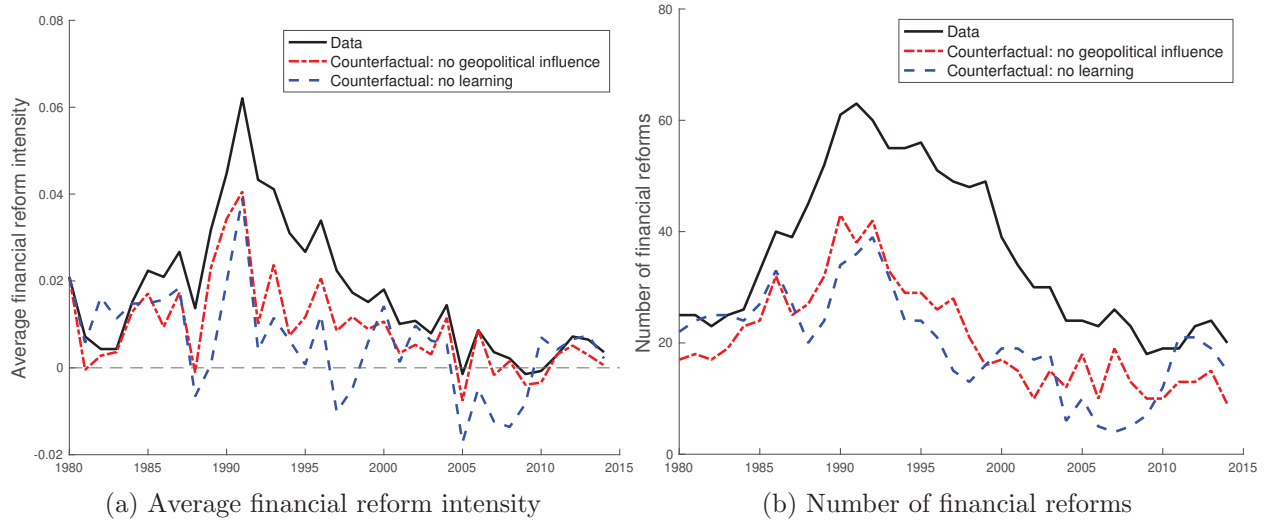 0.08
0.06
0.04
0.02
0
-0.02
Average financial reform intensity
Data
Counterfactual: no geopolitical influence
Counterfactual: no learning
1980 1985 1990 1995 2000 2005 2010 2015
(a) Average financial reform intensity
80
60
40
20
0
Number of financial reforms
Data
Counterfactual: no geopolitical influence
Counterfactual: no learning
1980 1985 1990 1995 2000 2005 2010 2015
(b) Number of financial reforms